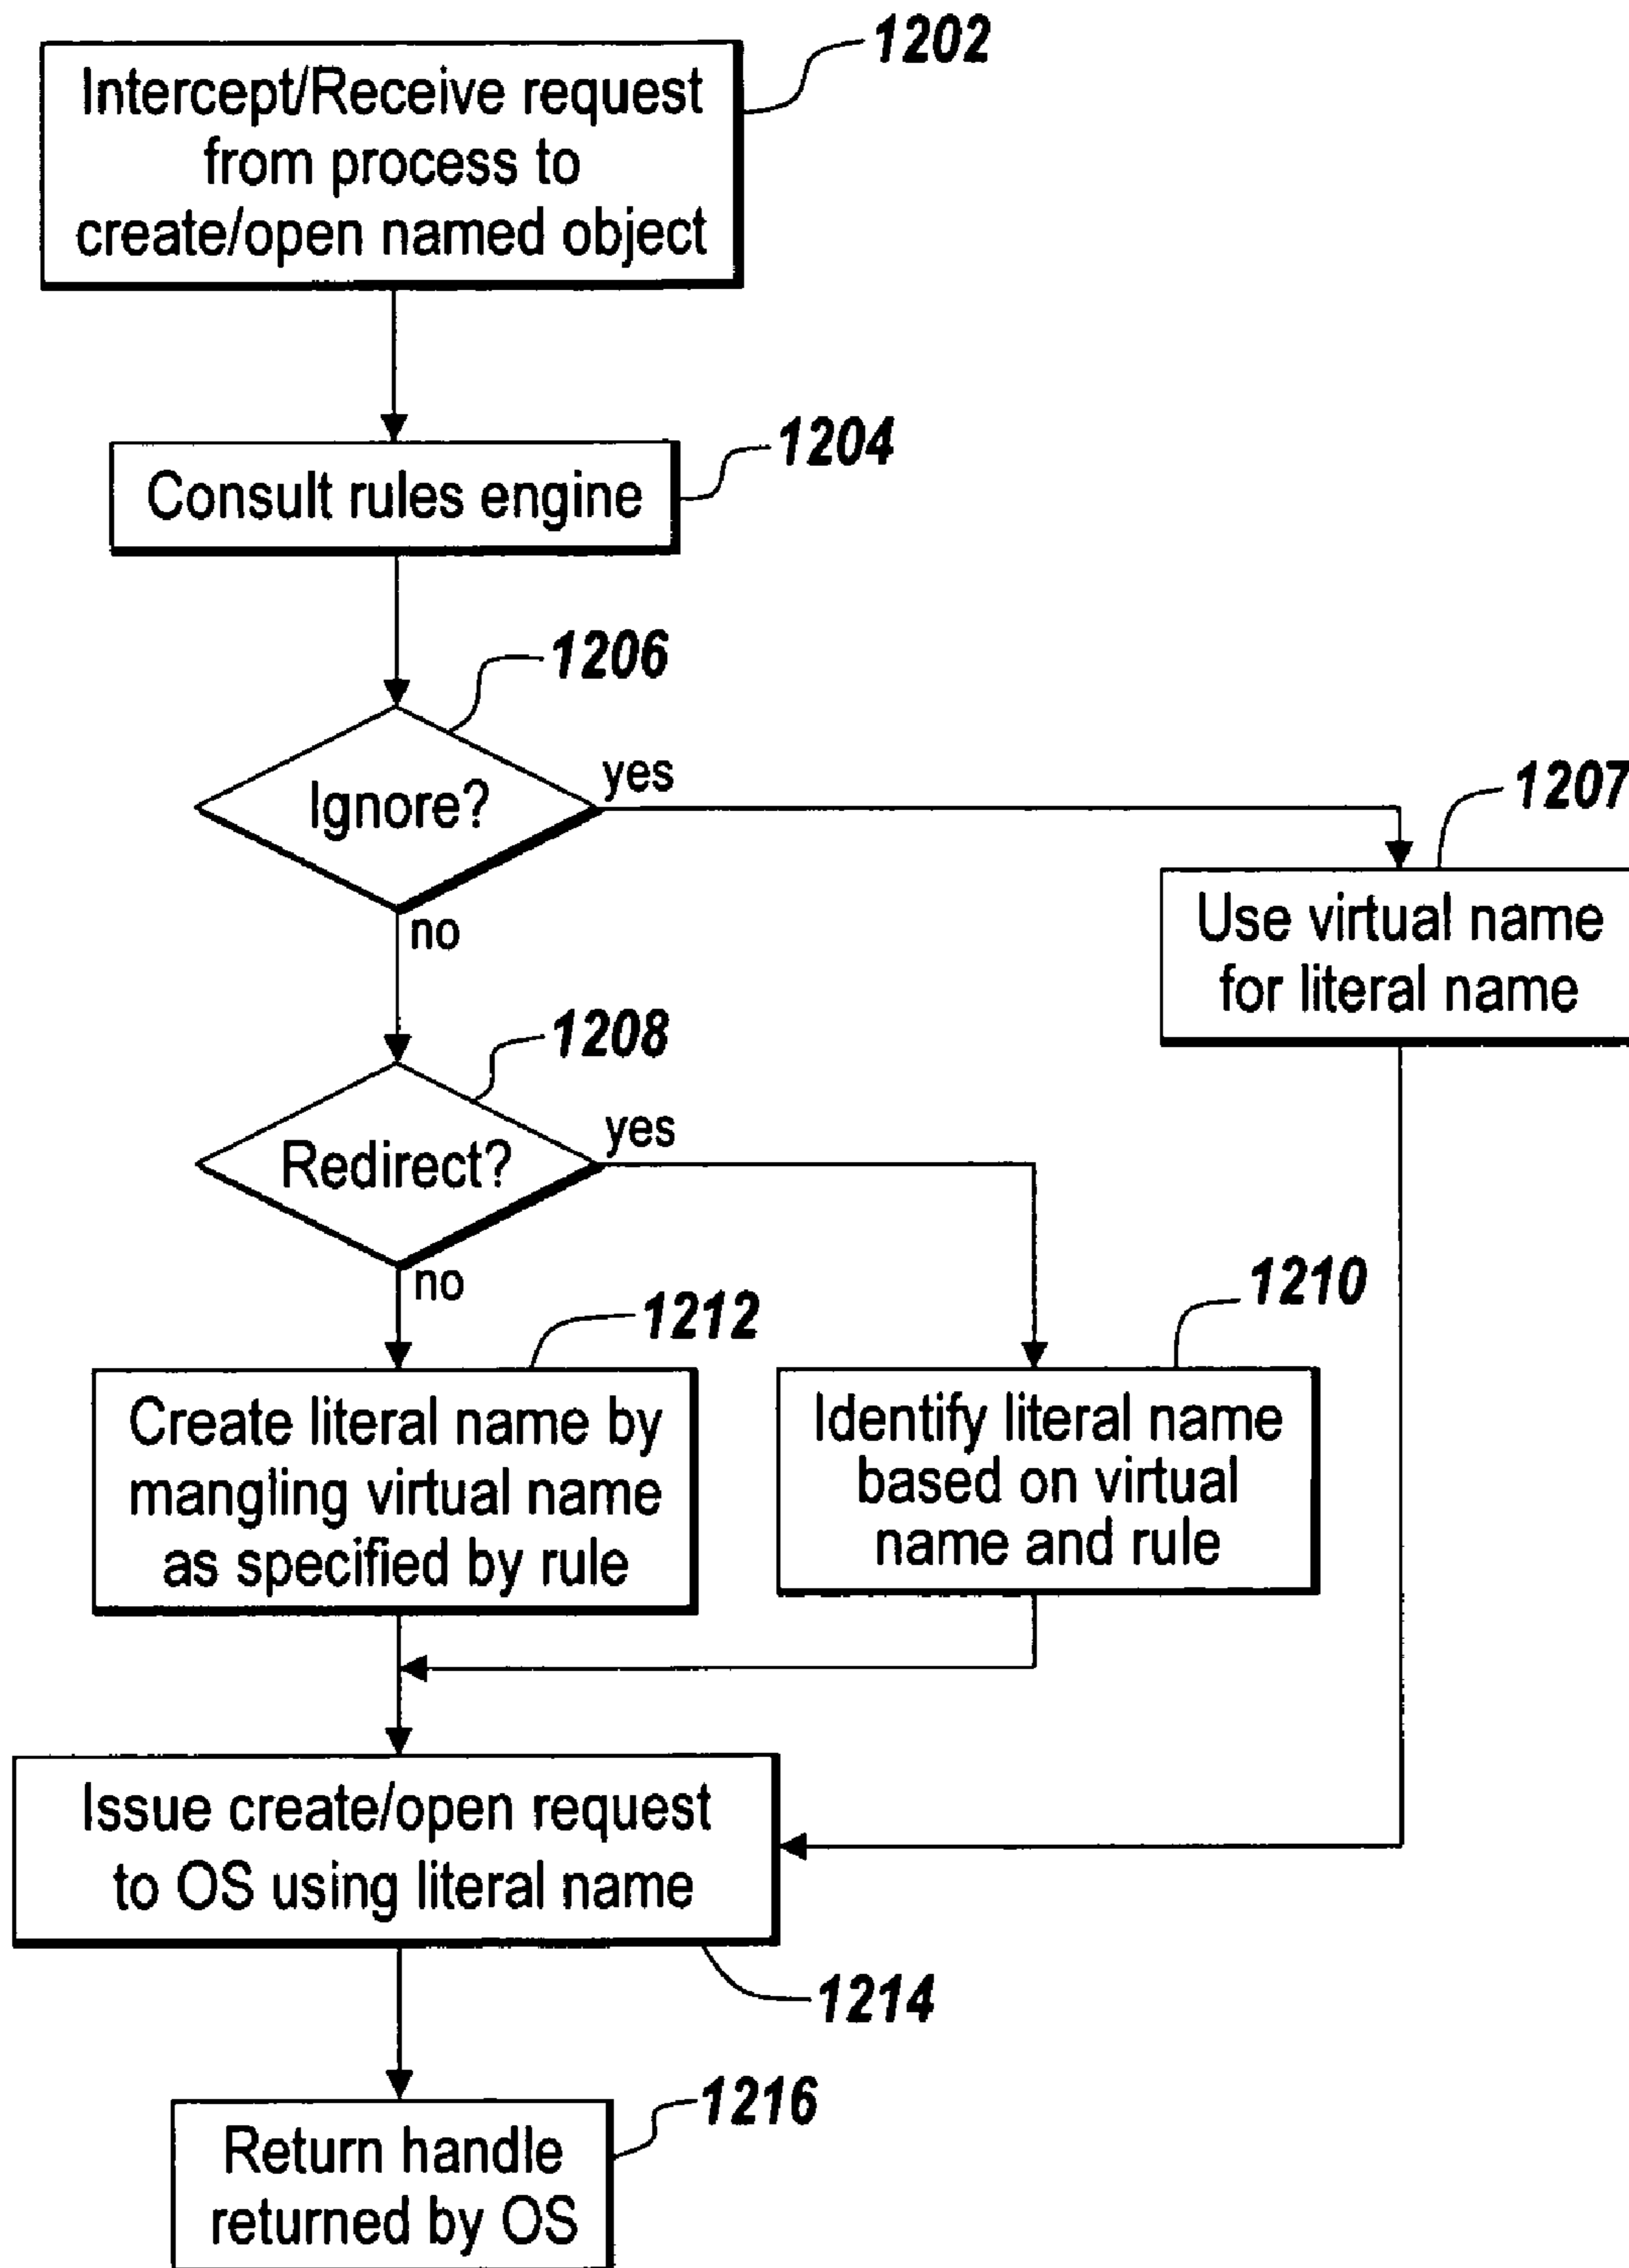 1202
Intercept/Receive request
from process to
create/open named object
1204
Consult rules engine
1206
Ignore?
yes
no
1207
Use virtual name
for literal name
1208
Redirect?
yes
no
1212
Create literal name by
mangling virtual name
as specified by rule
1210
Identify literal name
based on virtual
name and rule
Issue create/open request
to OS using literal name
1214
1216
Return handle
returned by OS